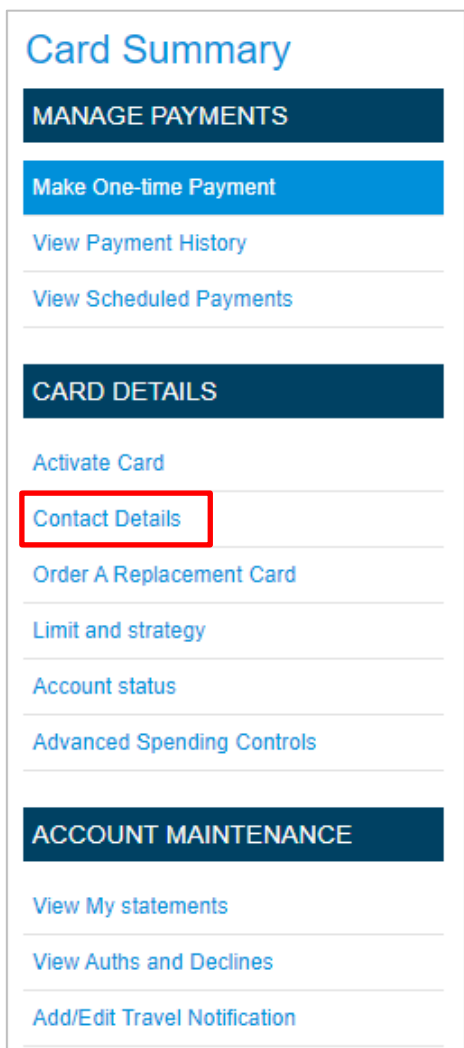 Card Summary
MANAGE PAYMENTS
Make One-time Payment
View Payment History
View Scheduled Payments
CARD DETAILS
Activate Card
Contact Details
Order A Replacement Card
Limit and strategy
Account status
Advanced Spending Controls
ACCOUNT MAINTENANCE
View My statements
View Auths and Declines
Add/Edit Travel Notification